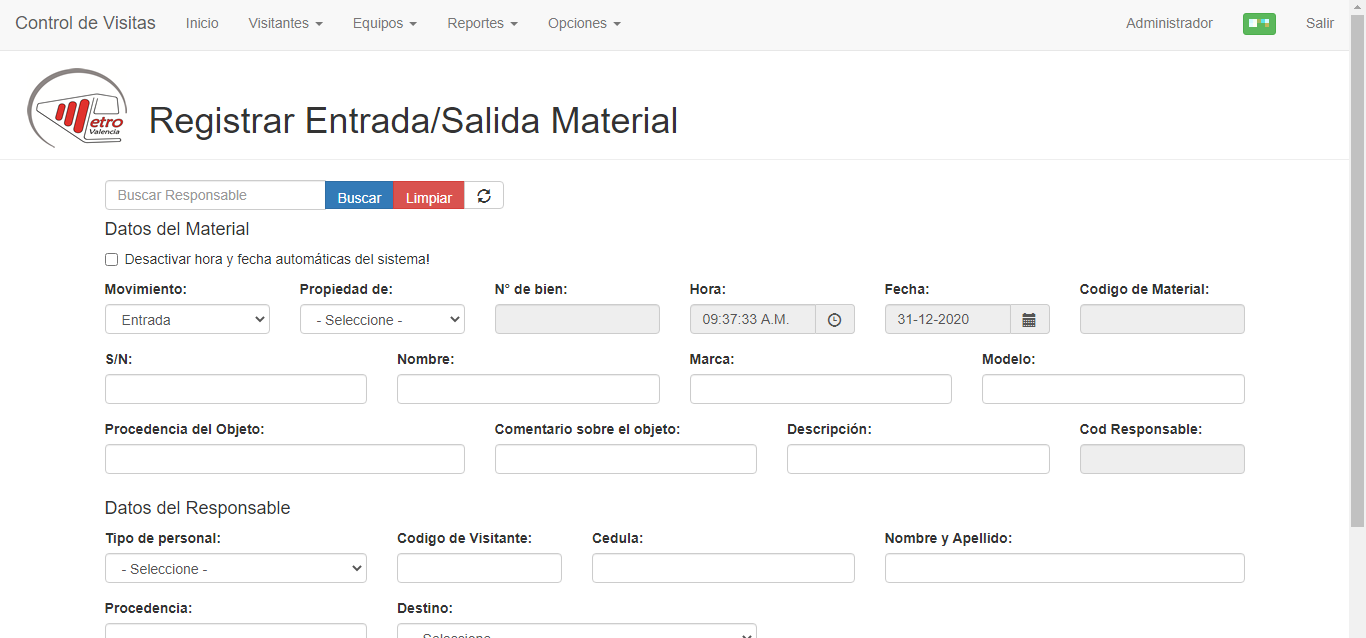 Control de Visitas Inicio Visitantes Equipos Reportes Opciones Administrador Salir
etro
Valencia
Registrar Entrada/Salida Material
Buscar Responsable Buscar Limpiar
Datos del Material
Desactivar hora y fecha automáticas del sistema!
Movimiento: Propiedad de: N° de bien: Hora: Fecha: Codigo de Material:
Entrada - Seleccione - 09:37:33 A.M. 31-12-2020
S/N: Nombre: Marca: Modelo:
Procedencia del Objeto: Comentario sobre el objeto: Descripción: Cod Responsable:
Datos del Responsable
Tipo de personal: Codigo de Visitante: Cedula: Nombre y Apellido:
- Seleccione -
Procedencia: Destino:
- Seleccione -